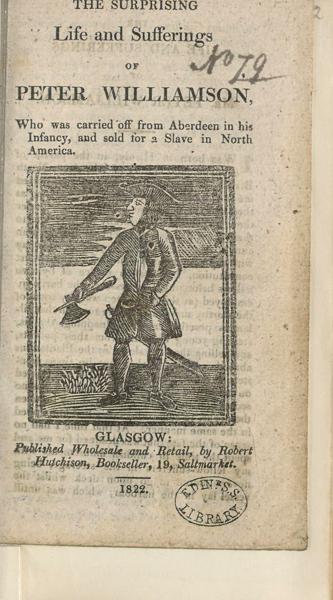 THE SURPRISING
Life and Sufferings
OF
No 79
PETER WILLIAMSON,
Who was carried off from Aberdeen in his
Infancy, and sold for a Slave in North
America.
GLASGOW:
Published Wholesale and Retail, by Robert
Hutchison, Bookseller, 19, Saltmarket.
1822.
EDINR S.S.
LIBRARY.